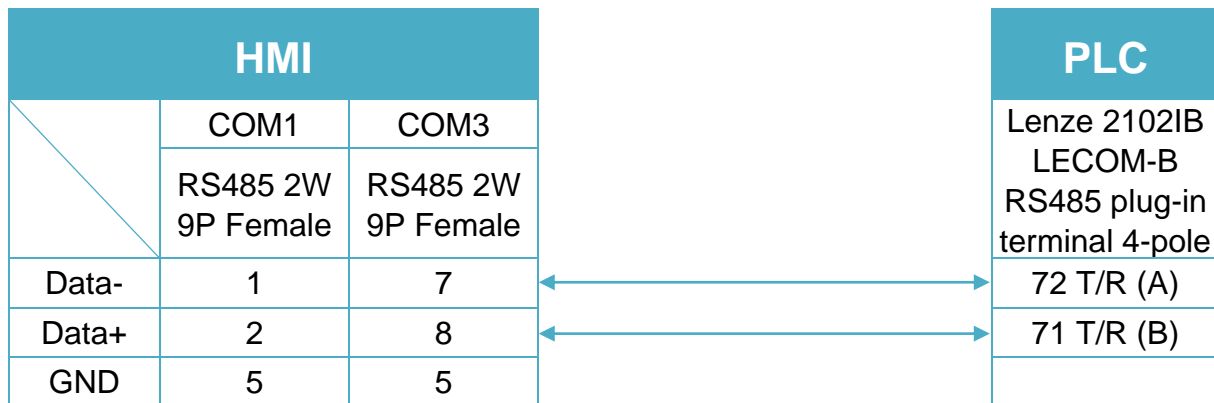 HMI PLC
COM1 COM3 Lenze 2102IB
LECOM-B
RS485 2W RS485 2W RS485 plug-in
9P Female 9P Female terminal 4-pole
Data- 1 7 72 T/R (A)
Data+ 2 8 71 T/R (B)
GND 5 5